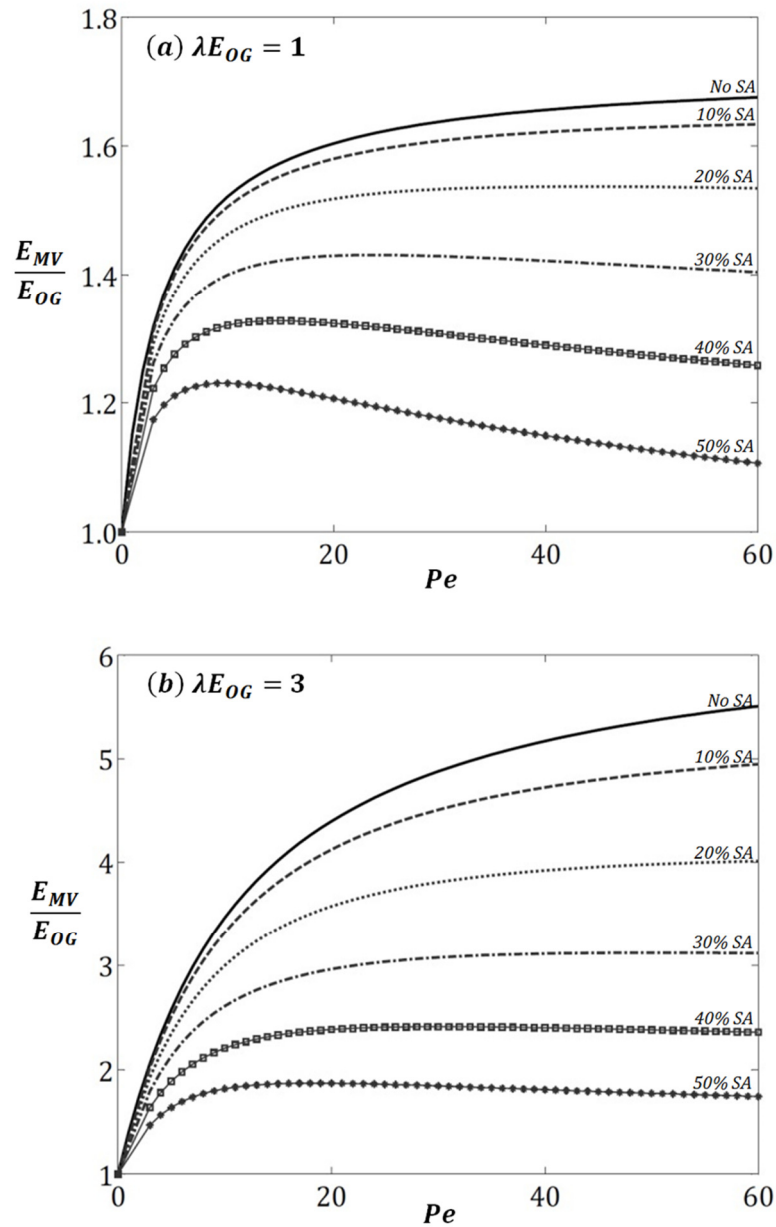 (a) λE_OG = 1
1.8
1.6
1.4
1.2
1.0
E_MV
E_OG
No SA
10% SA
20% SA
30% SA
40% SA
50% SA
0 20 40 60
Pe
(b) λE_OG = 3
6
5
4
3
2
1
E_MV
E_OG
No SA
10% SA
20% SA
30% SA
40% SA
50% SA
0 20 40 60
Pe